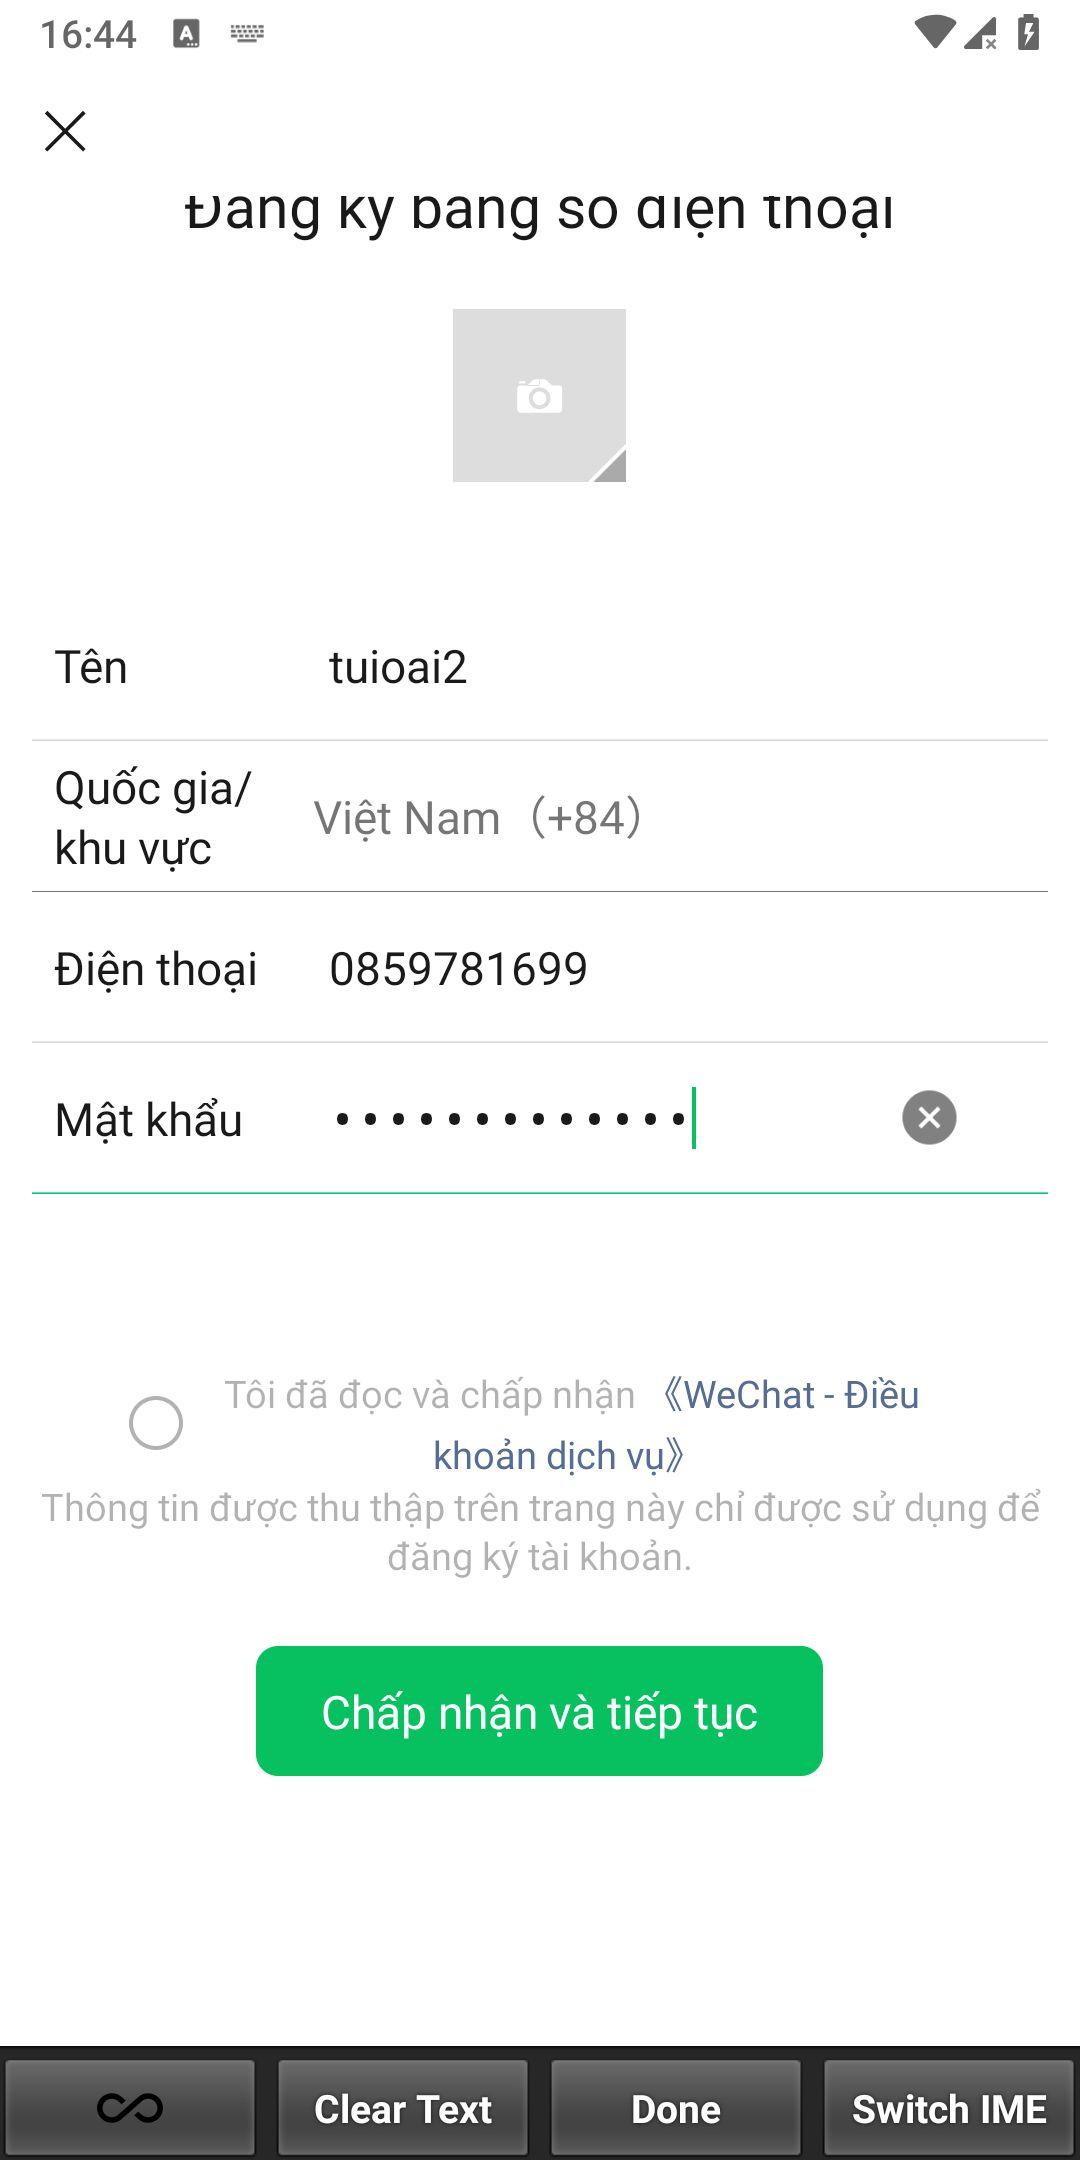 16:44
Đăng ký bằng số điện thoại
Tên tuioai2
Quốc gia/
khu vực
Việt Nam（+84）
Điện thoại 0859781699
Mật khẩu •••••••••••••
Tôi đã đọc và chấp nhận 《WeChat - Điều
khoản dịch vụ》
Thông tin được thu thập trên trang này chỉ được sử dụng để
đăng ký tài khoản.
Chấp nhận và tiếp tục
Clear Text Done Switch IME